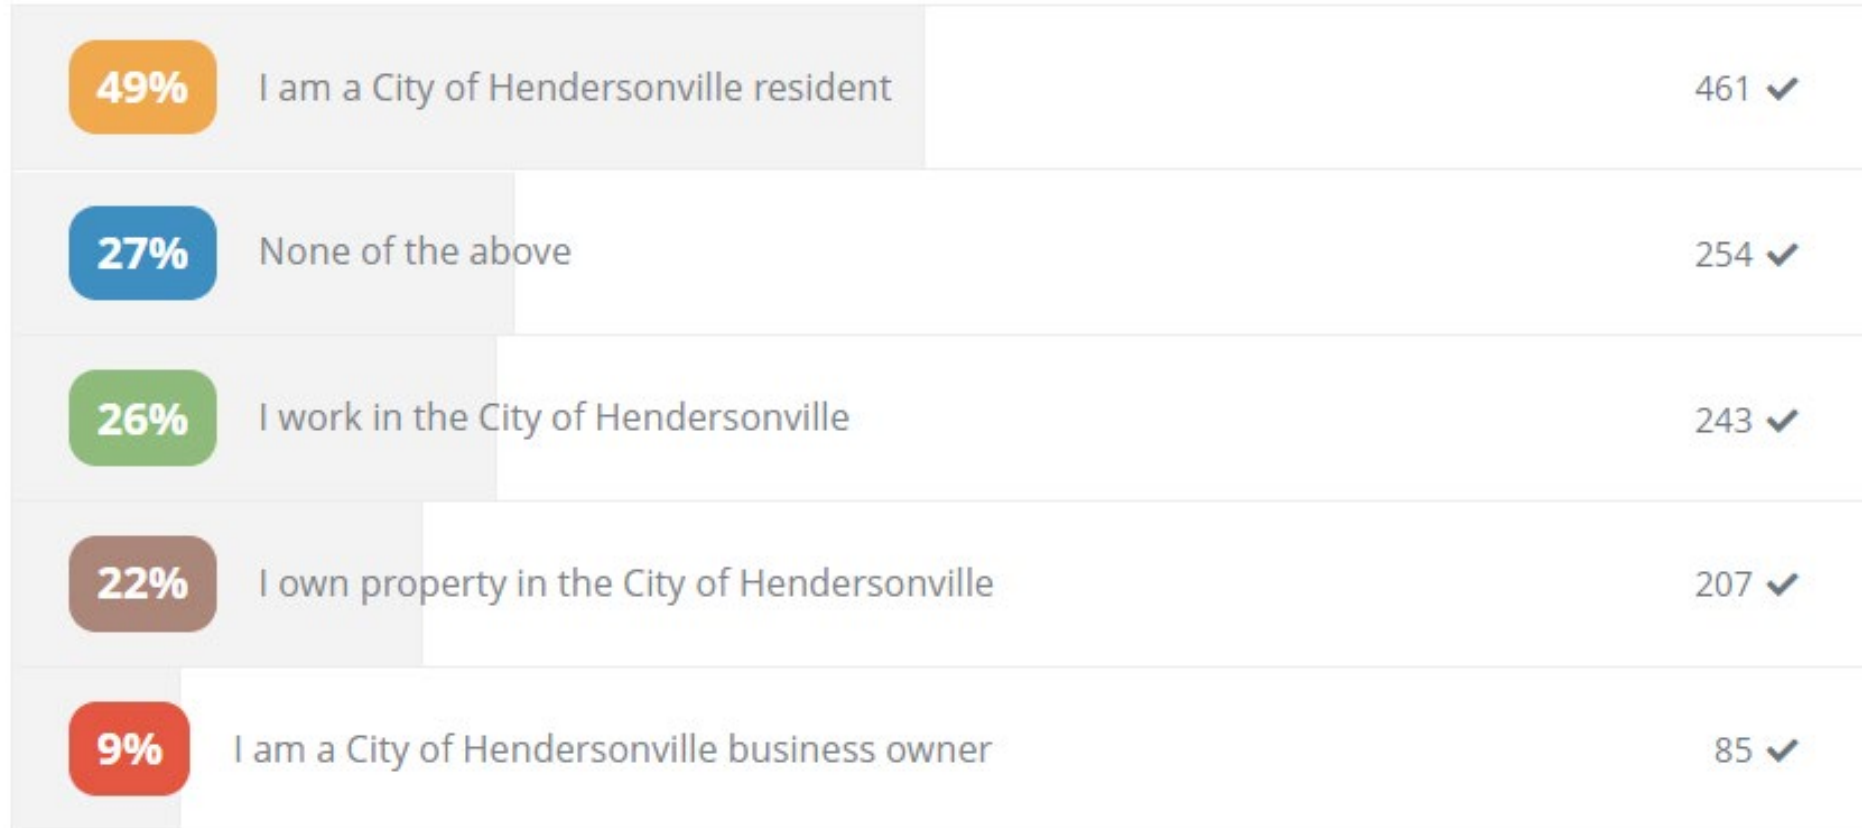 49% I am a City of Hendersonville resident 461 ✔
27% None of the above 254 ✔
26% I work in the City of Hendersonville 243 ✔
22% I own property in the City of Hendersonville 207 ✔
9% I am a City of Hendersonville business owner 85 ✔